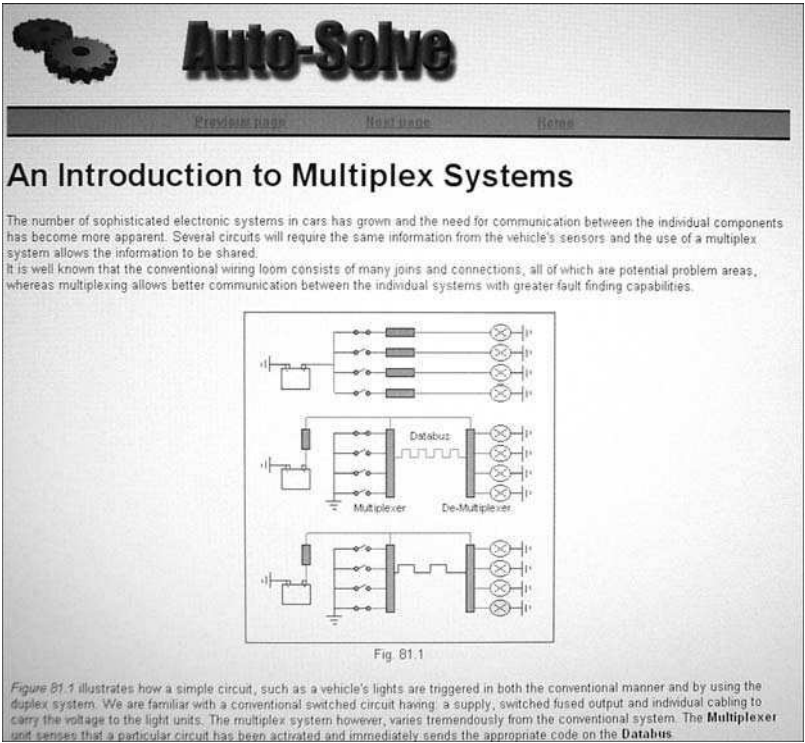 Auto-Solve
Previous page Next page Home
An Introduction to Multiplex Systems
The number of sophisticated electronic systems in cars has grown and the need for communication between the individual components
has become more apparent. Several circuits will require the same information from the vehicle's sensors and the use of a multiplex
system allows the information to be shared.
It is well known that the conventional wiring loom consists of many joins and connections, all of which are potential problem areas,
whereas multiplexing allows better communication between the individual systems with greater fault finding capabilities.
Databus
Multiplexer De-Multiplexer
Fig. 81.1
Figure 81.1 illustrates how a simple circuit, such as a vehicle's lights are triggered in both the conventional manner and by using the
duplex system. We are familiar with a conventional switched circuit having: a supply, switched fused output and individual cabling to
carry the voltage to the light units. The multiplex system however, varies tremendously from the conventional system. The Multiplexer
unit senses that a particular circuit has been activated and immediately sends the appropriate code on the Databus